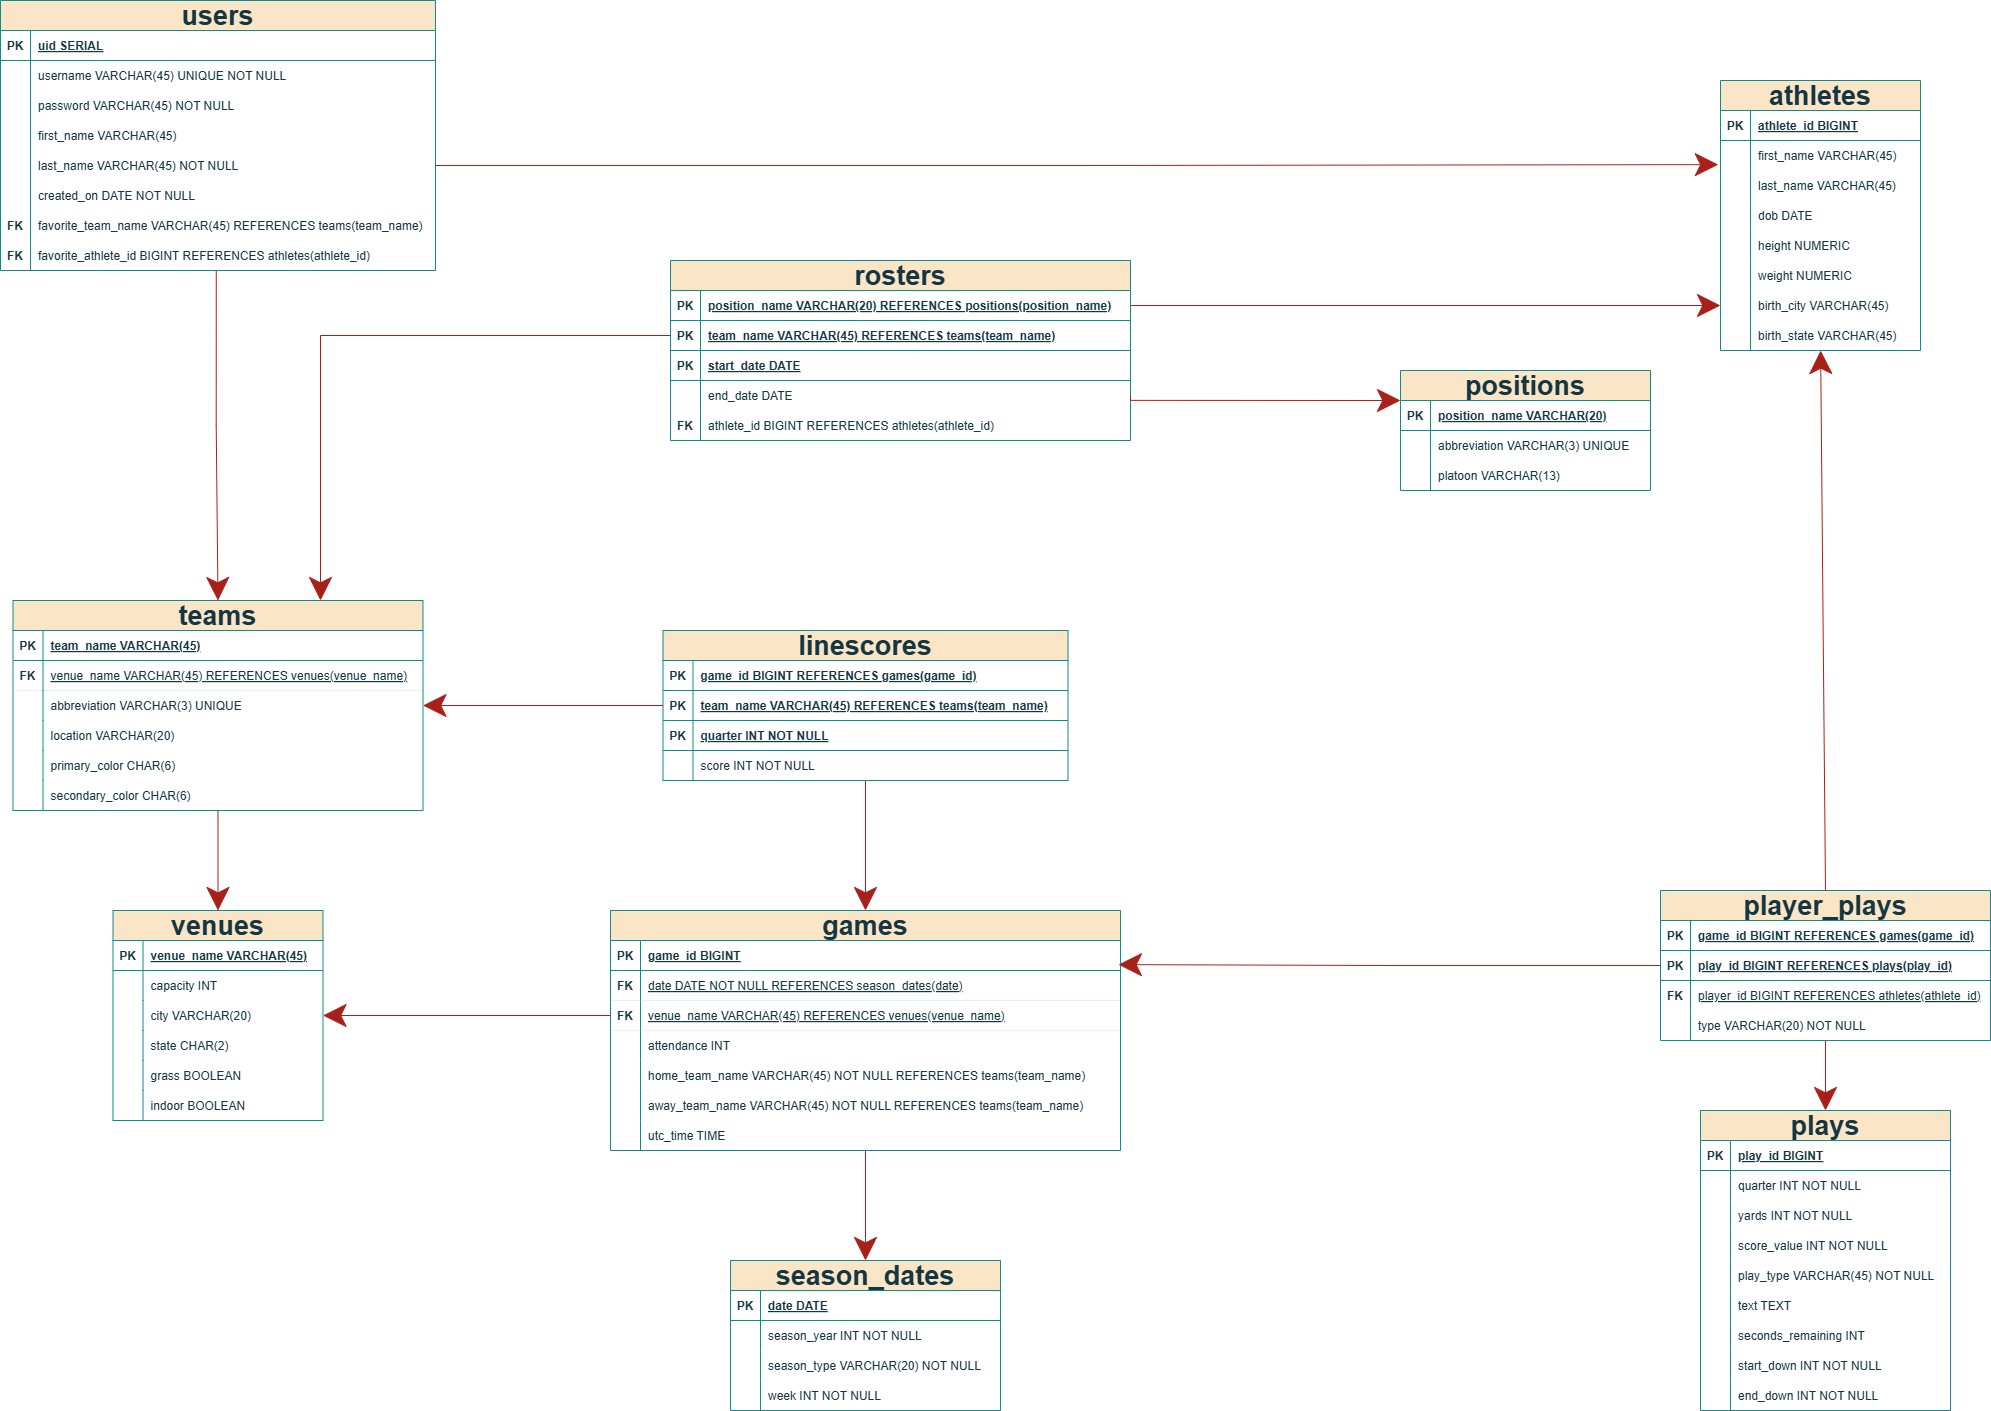 users
PK uid SERIAL
username VARCHAR(45) UNIQUE NOT NULL
password VARCHAR(45) NOT NULL
first_name VARCHAR(45)
last_name VARCHAR(45) NOT NULL
created_on DATE NOT NULL
FK favorite_team_name VARCHAR(45) REFERENCES teams(team_name)
FK favorite_athlete_id BIGINT REFERENCES athletes(athlete_id)
athletes
PK athlete_id BIGINT
first_name VARCHAR(45)
last_name VARCHAR(45)
dob DATE
height NUMERIC
weight NUMERIC
birth_city VARCHAR(45)
birth_state VARCHAR(45)
rosters
PK position_name VARCHAR(20) REFERENCES positions(position_name)
PK team_name VARCHAR(45) REFERENCES teams(team_name)
PK start_date DATE
end_date DATE
FK athlete_id BIGINT REFERENCES athletes(athlete_id)
positions
PK position_name VARCHAR(20)
abbreviation VARCHAR(3) UNIQUE
platoon VARCHAR(13)
teams
PK team_name VARCHAR(45)
FK venue_name VARCHAR(45) REFERENCES venues(venue_name)
abbreviation VARCHAR(3) UNIQUE
location VARCHAR(20)
primary_color CHAR(6)
secondary_color CHAR(6)
linescores
PK game_id BIGINT REFERENCES games(game_id)
PK team_name VARCHAR(45) REFERENCES teams(team_name)
PK quarter INT NOT NULL
score INT NOT NULL
venues
PK venue_name VARCHAR(45)
capacity INT
city VARCHAR(20)
state CHAR(2)
grass BOOLEAN
indoor BOOLEAN
games
PK game_id BIGINT
FK date DATE NOT NULL REFERENCES season_dates(date)
FK venue_name VARCHAR(45) REFERENCES venues(venue_name)
attendance INT
home_team_name VARCHAR(45) NOT NULL REFERENCES teams(team_name)
away_team_name VARCHAR(45) NOT NULL REFERENCES teams(team_name)
utc_time TIME
player_plays
PK game_id BIGINT REFERENCES games(game_id)
PK play_id BIGINT REFERENCES plays(play_id)
FK player_id BIGINT REFERENCES athletes(athlete_id)
type VARCHAR(20) NOT NULL
plays
PK play_id BIGINT
quarter INT NOT NULL
yards INT NOT NULL
score_value INT NOT NULL
play_type VARCHAR(45) NOT NULL
text TEXT
seconds_remaining INT
start_down INT NOT NULL
end_down INT NOT NULL
season_dates
PK date DATE
season_year INT NOT NULL
season_type VARCHAR(20) NOT NULL
week INT NOT NULL